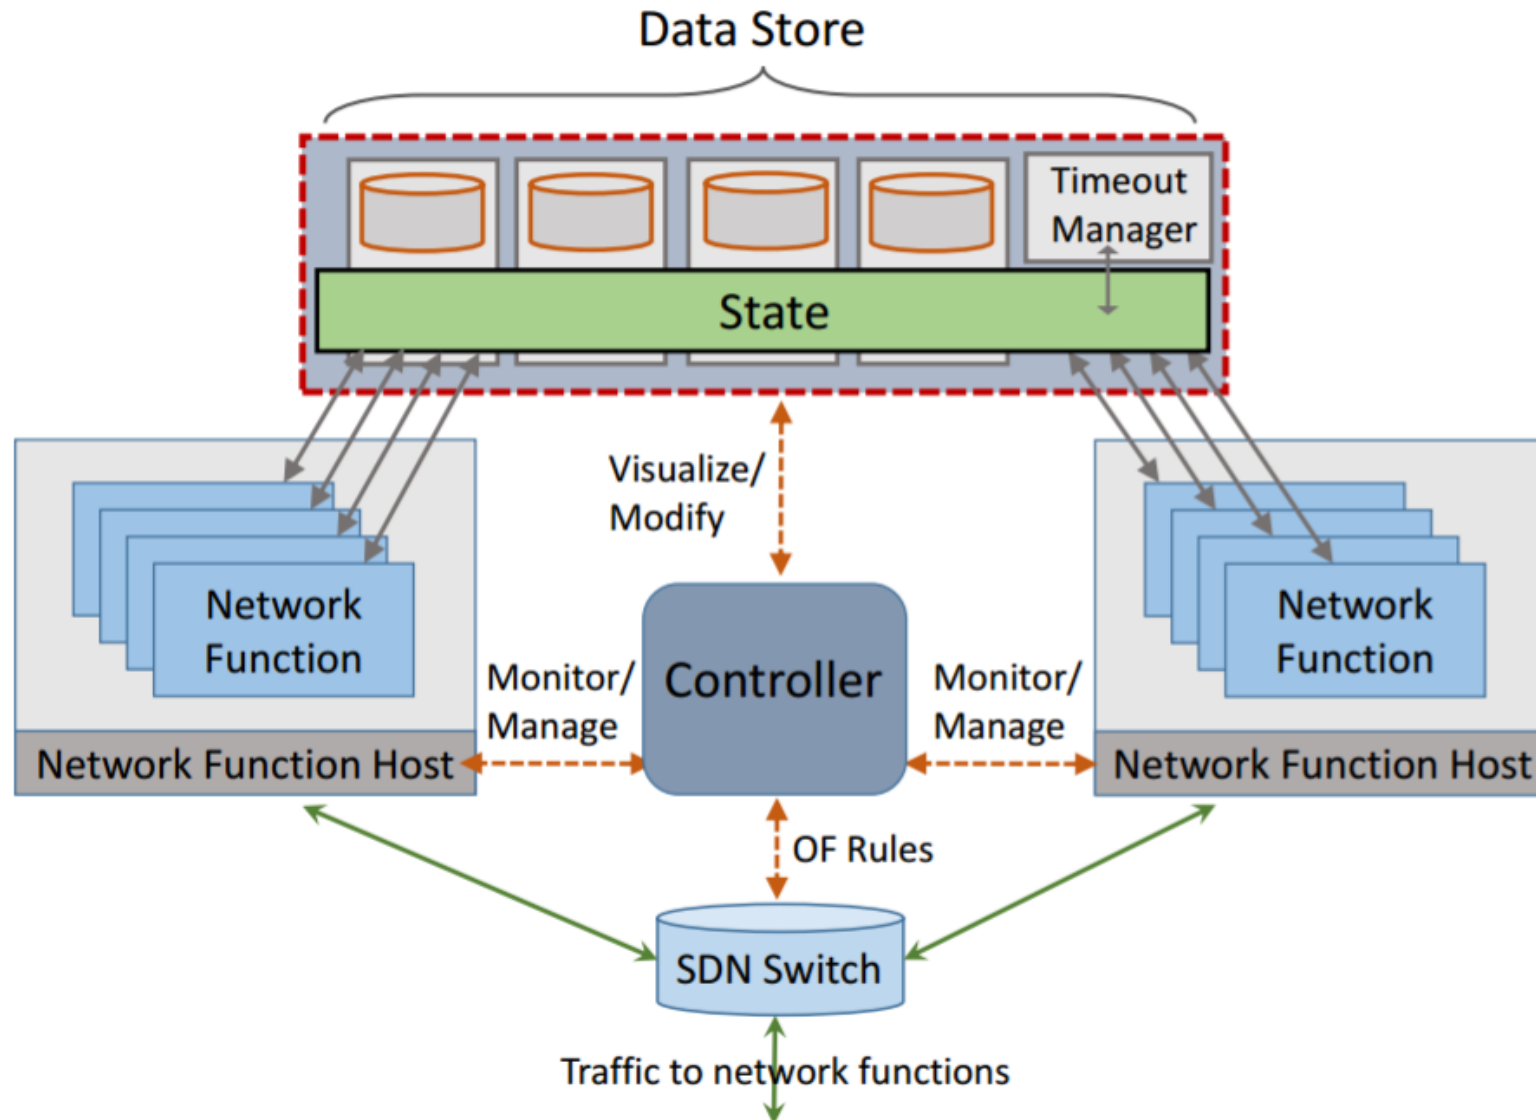 Data Store
Timeout
Manager
State
Visualize/
Modify
Network
Function
Network
Function
Monitor/
Manage
Controller
Monitor/
Manage
Network Function Host
Network Function Host
OF Rules
SDN Switch
Traffic to network functions